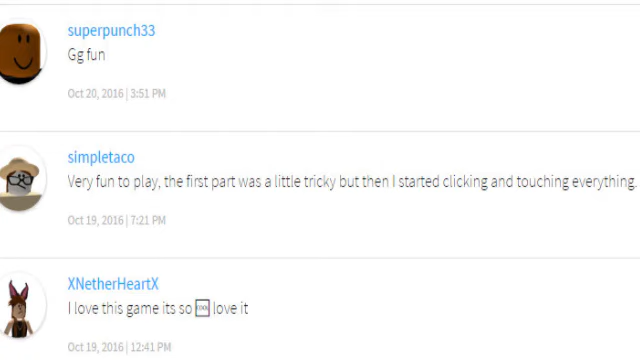 superpunch33
Gg fun
Oct 20, 2016 | 3:51 PM
simpletaco
Very fun to play, the first part was a little tricky but then I started clicking and touching everything.
Oct 19, 2016 | 7:21 PM
XNetherHeartX
I love this game its so love it
Oct 19, 2016 | 12:41 PM